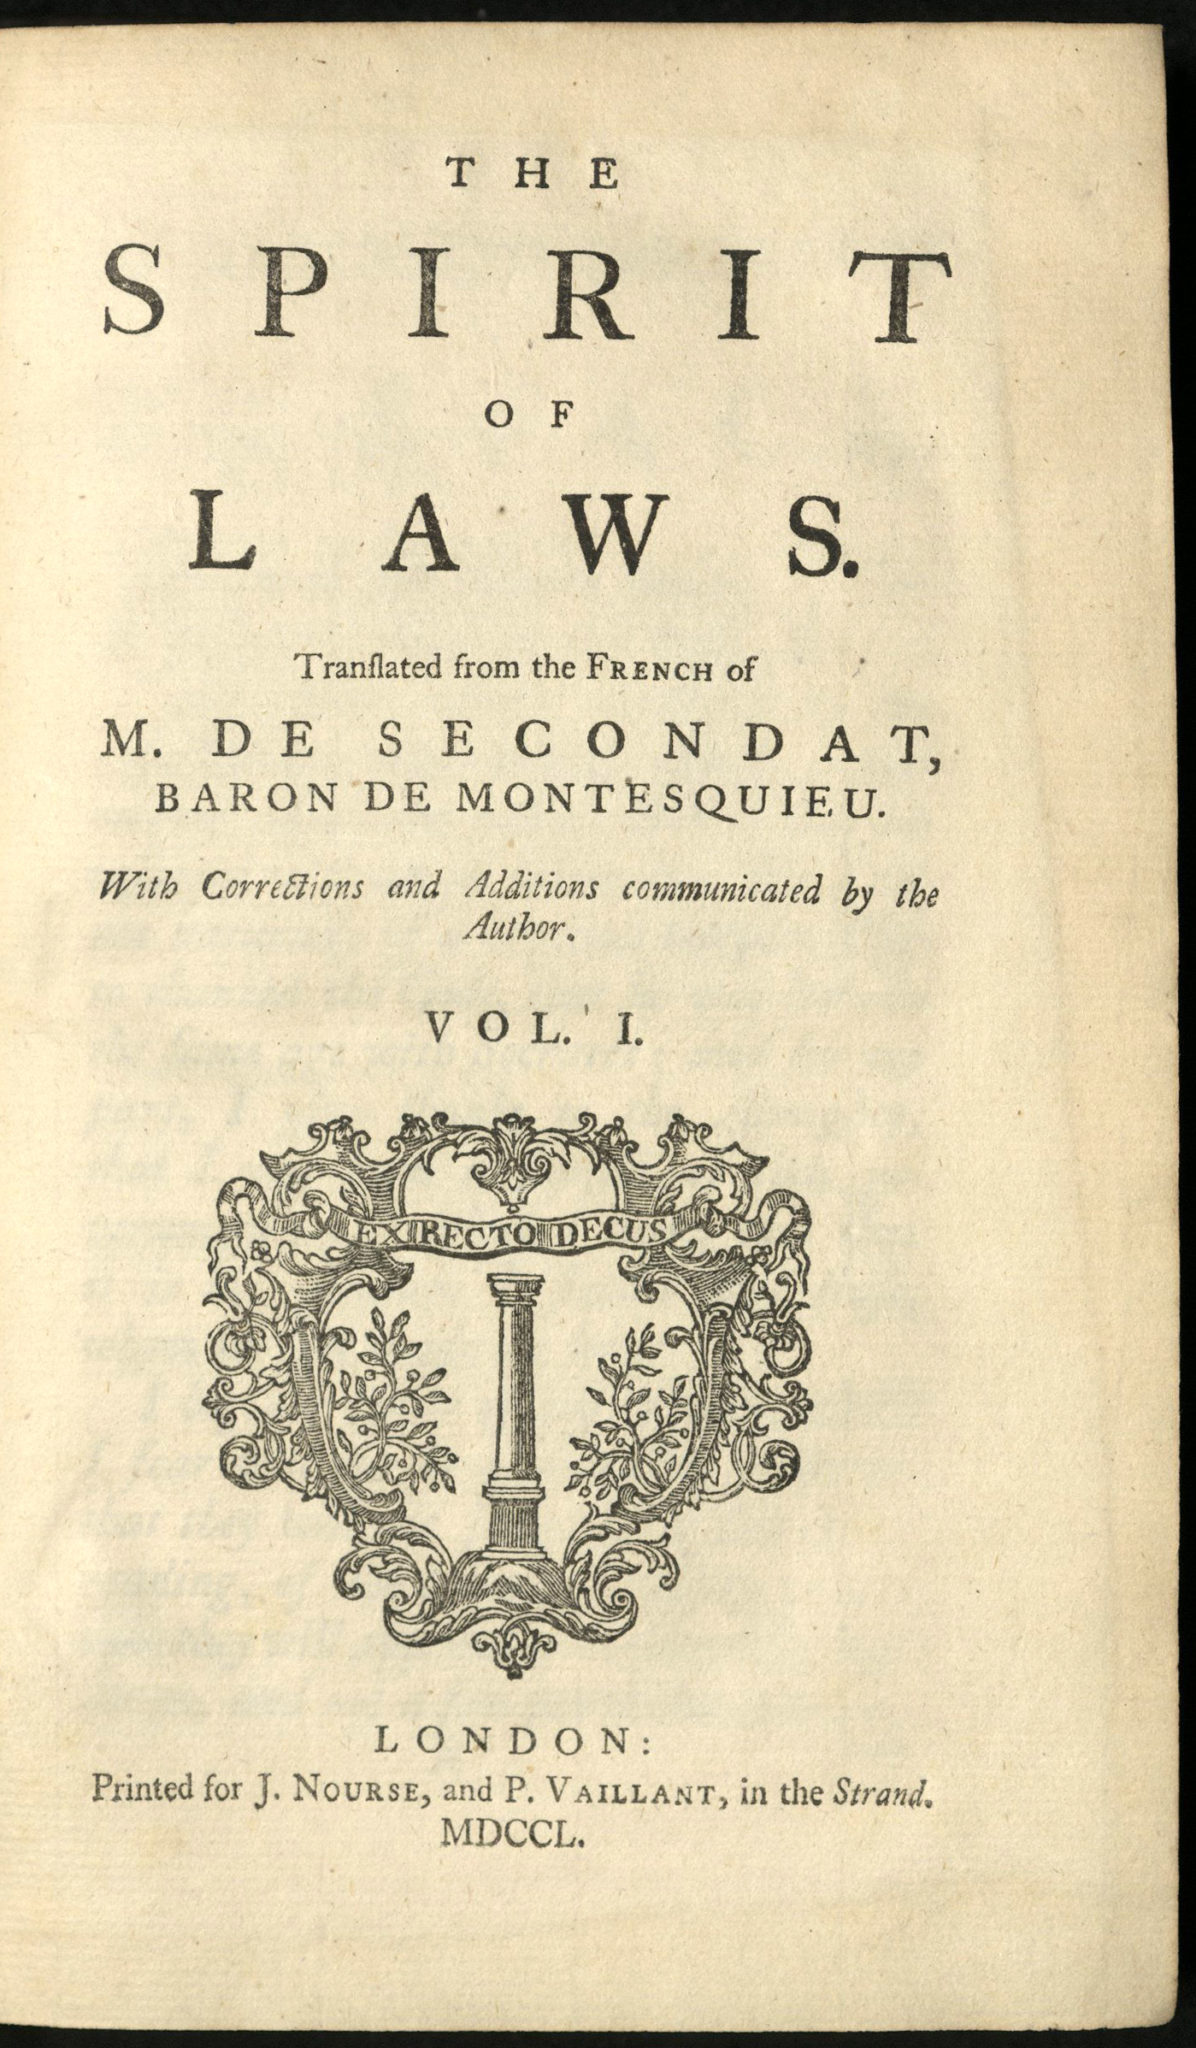 THE
SPIRIT
OF
LAWS.
Tranſlated from the FRENCH of
M. DE SECONDAT,
BARON DE MONTESQUIEU.
With Corrections and Additions communicated by the
Author.
VOL. I.
EX RECTO DECUS
LONDON:
Printed for J. NOURSE, and P. VAILLANT, in the Strand.
MDCCL.